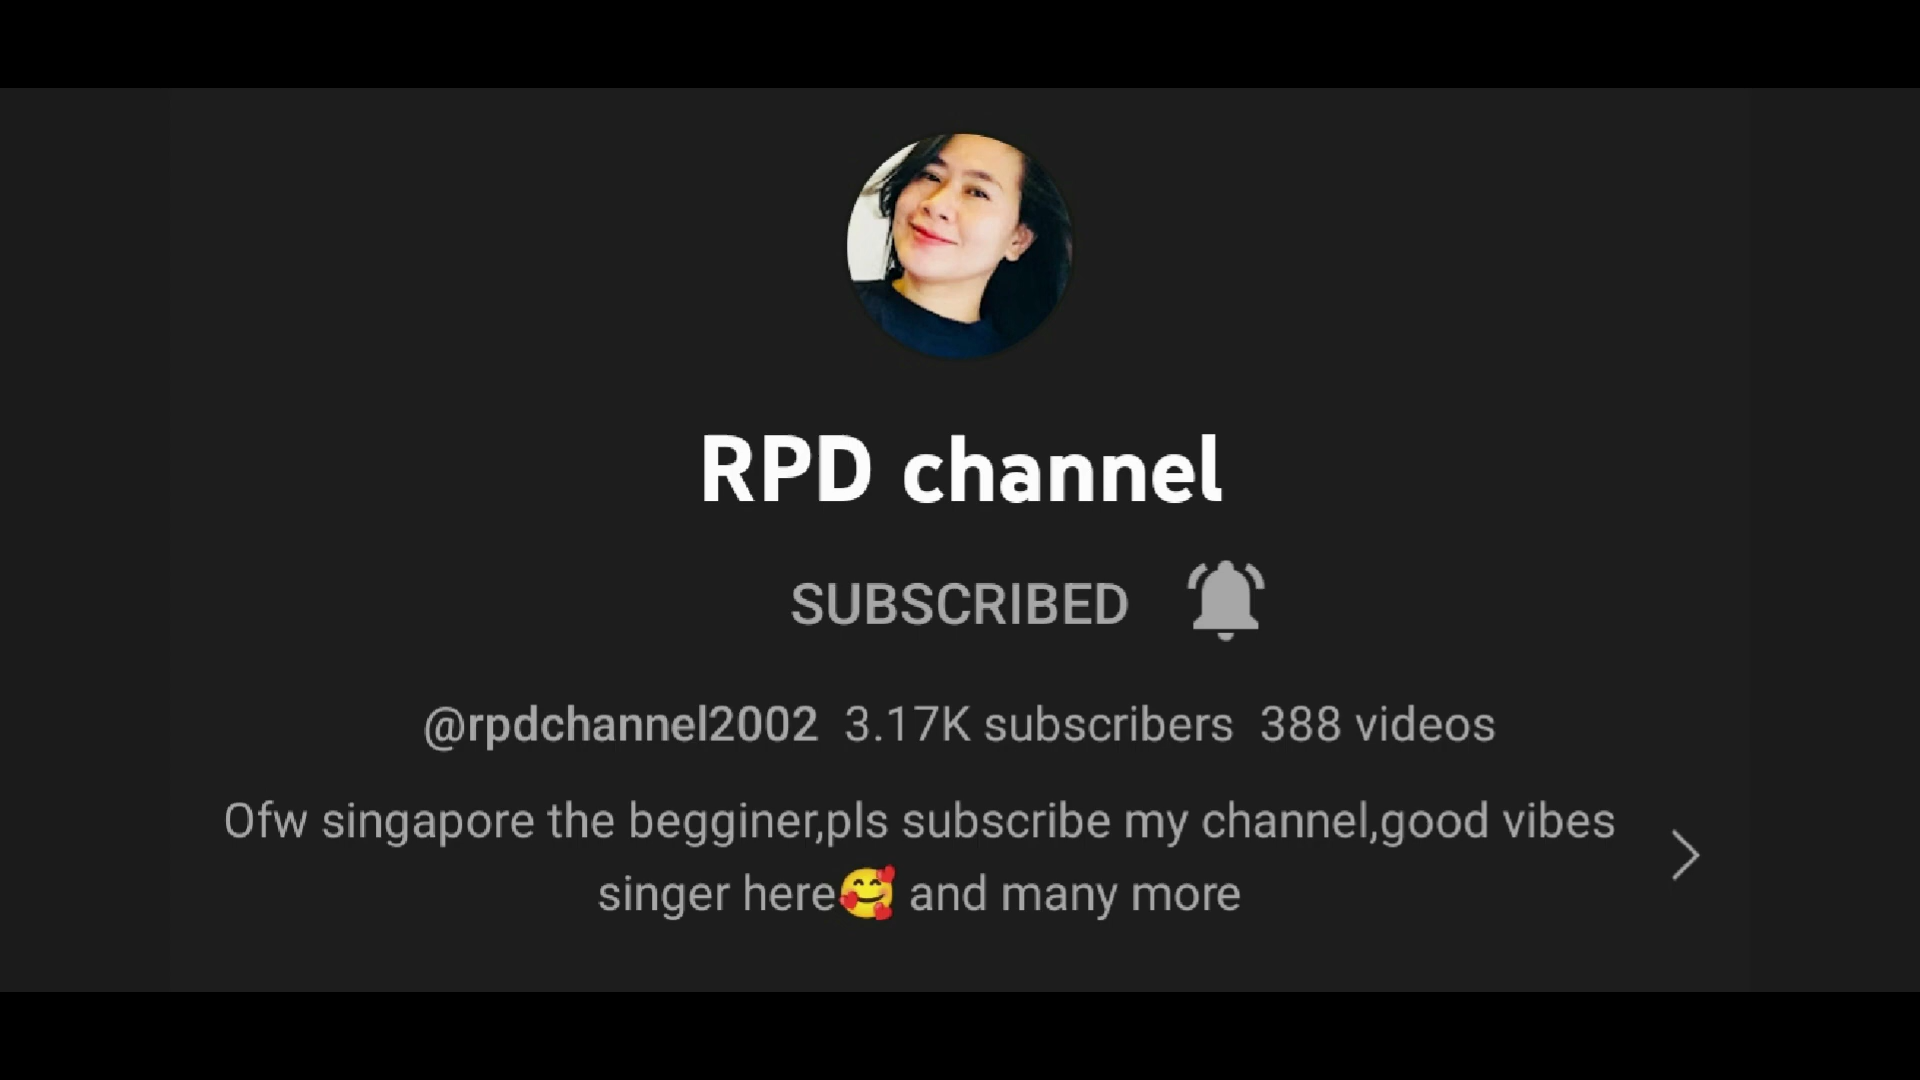 RPD channel
SUBSCRIBED
@rpdchannel2002 3.17K subscribers 388 videos
Ofw singapore the begginer,pls subscribe my channel,good vibes
singer here🥰 and many more